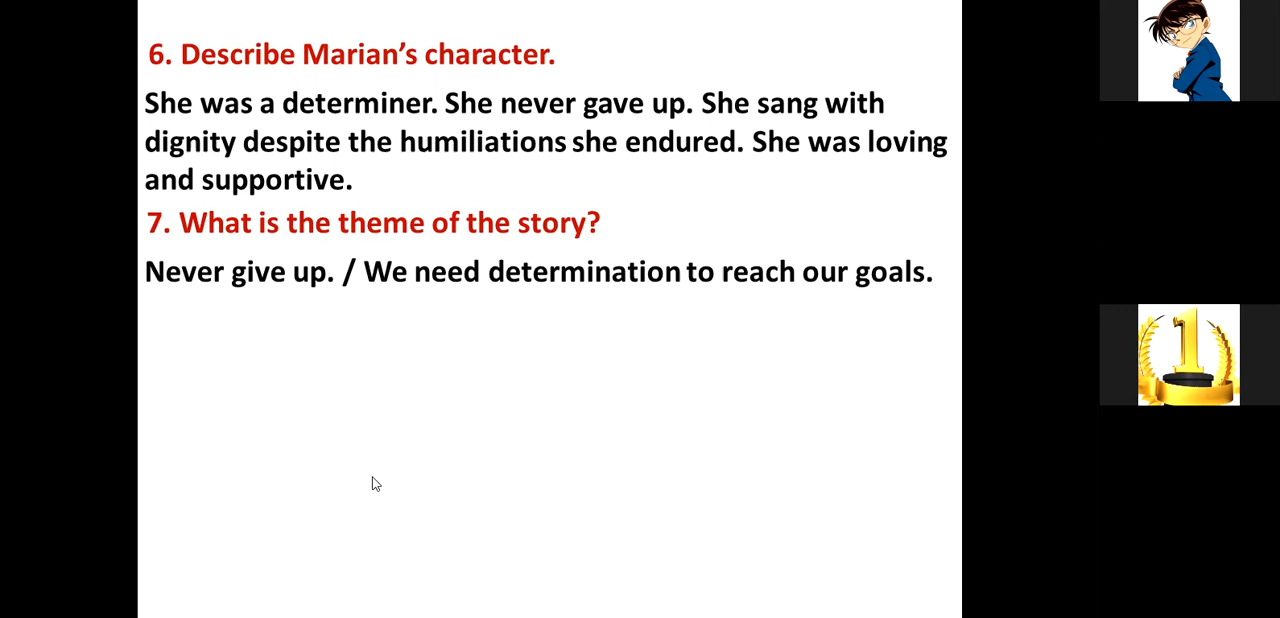 6. Describe Marian’s character.
She was a determiner. She never gave up. She sang with
dignity despite the humiliations she endured. She was loving
and supportive.
7. What is the theme of the story?
Never give up. / We need determination to reach our goals.
1